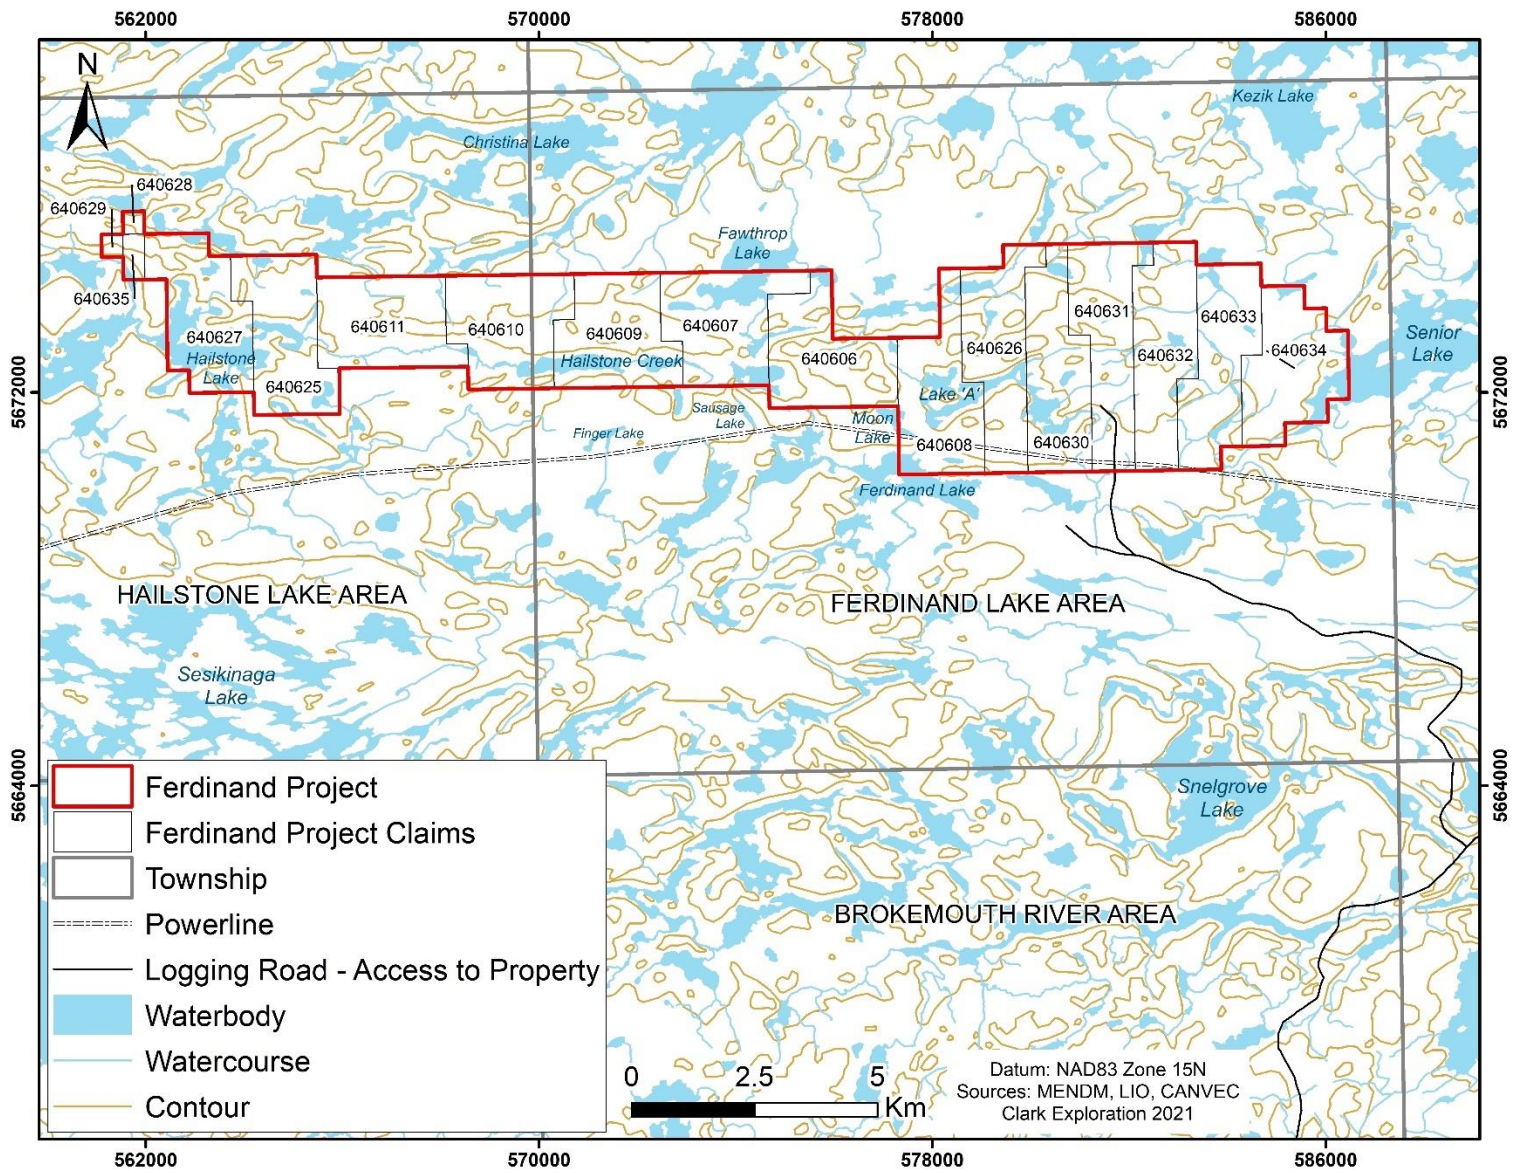 562000
570000
578000
586000
N
Kezik Lake
Christina Lake
640628
640629
Fawthrop
Lake
640635
640627
640611
640610
640609
640607
640606
640626
640631
640632
640633
640634
Senior
Lake
Hailstone
Lake
Hailstone Creek
640625
Lake 'A'
5672000
5672000
Sausage
Lake
Moon
Lake
Finger Lake
640608
640630
Ferdinand Lake
HAILSTONE LAKE AREA
FERDINAND LAKE AREA
Sesikinaga
Lake
5664000
5664000
Snelgrove
Lake
Ferdinand Project
Ferdinand Project Claims
Township
Powerline
Logging Road - Access to Property
Waterbody
Watercourse
Contour
BROKEMOUTH RIVER AREA
0 2.5 5
Km
Datum: NAD83 Zone 15N
Sources: MENDM, LIO, CANVEC
Clark Exploration 2021
562000
570000
578000
586000